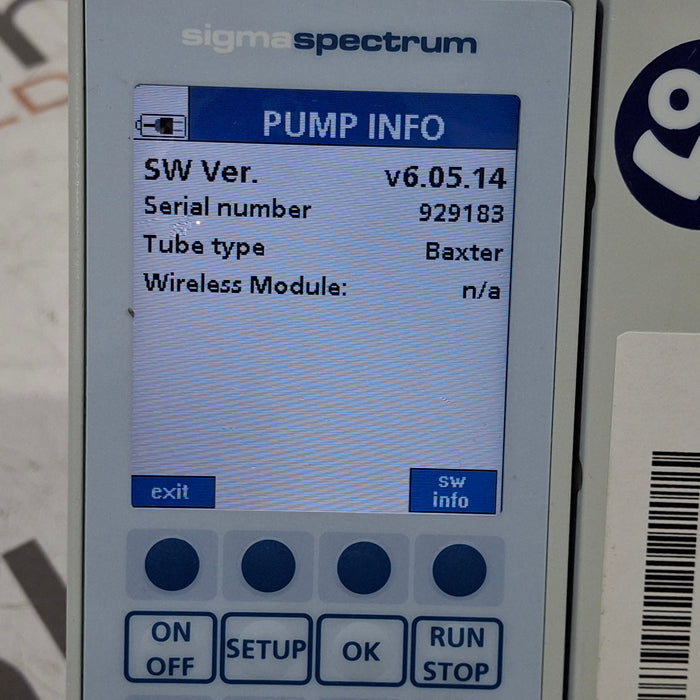 sigmaspectrum
PUMP INFO
SW Ver. v6.05.14
Serial number 929183
Tube type Baxter
Wireless Module: n/a
exit
sw
info
ON
OFF
SETUP
OK
RUN
STOP